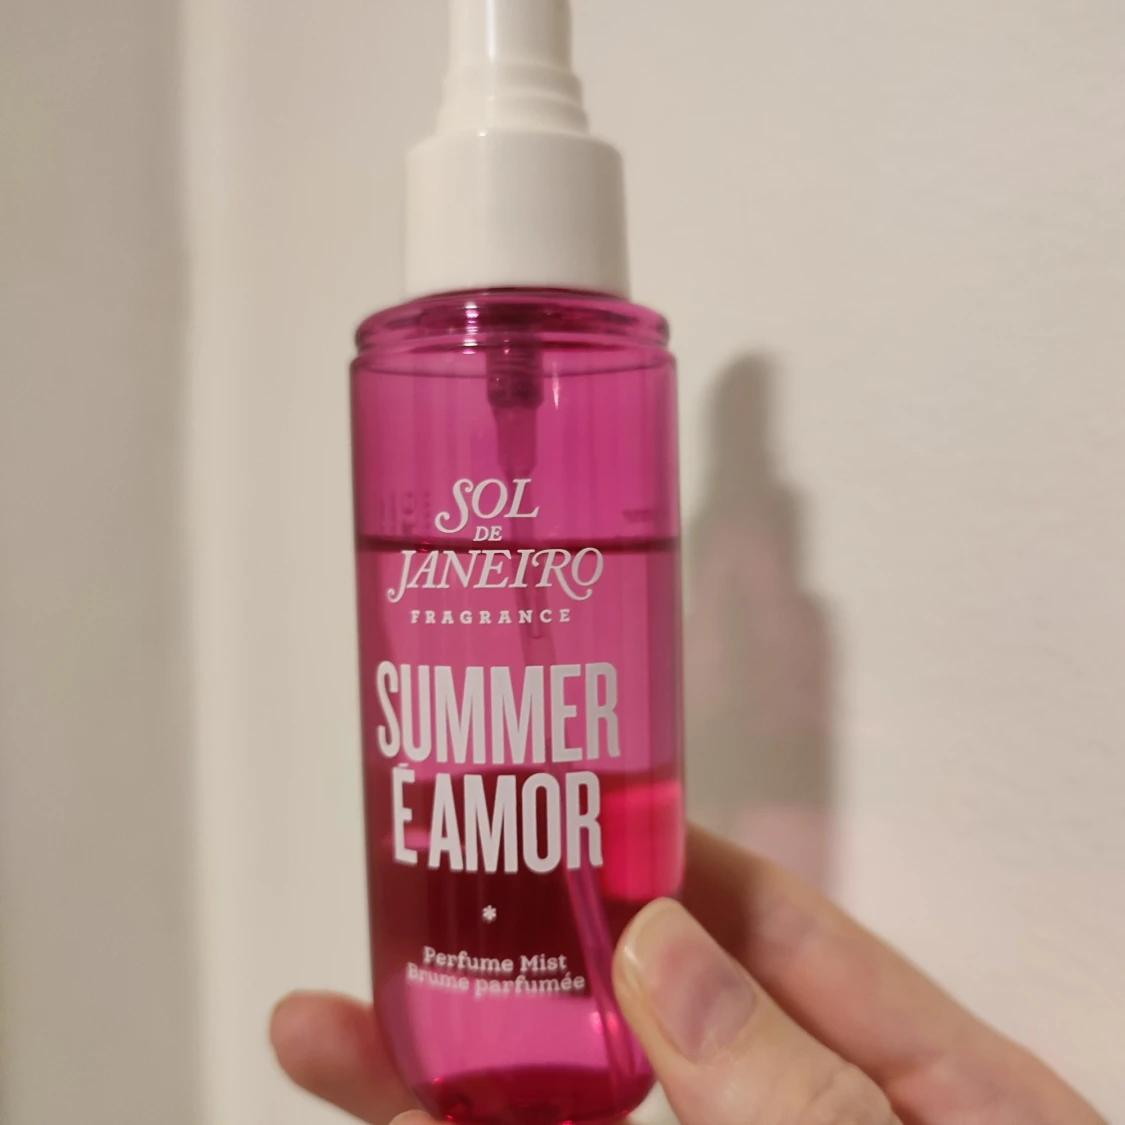 SOL
DE
JANEIRO
FRAGRANCE
SUMMER
É AMOR
*
Perfume Mist
Brume parfumée